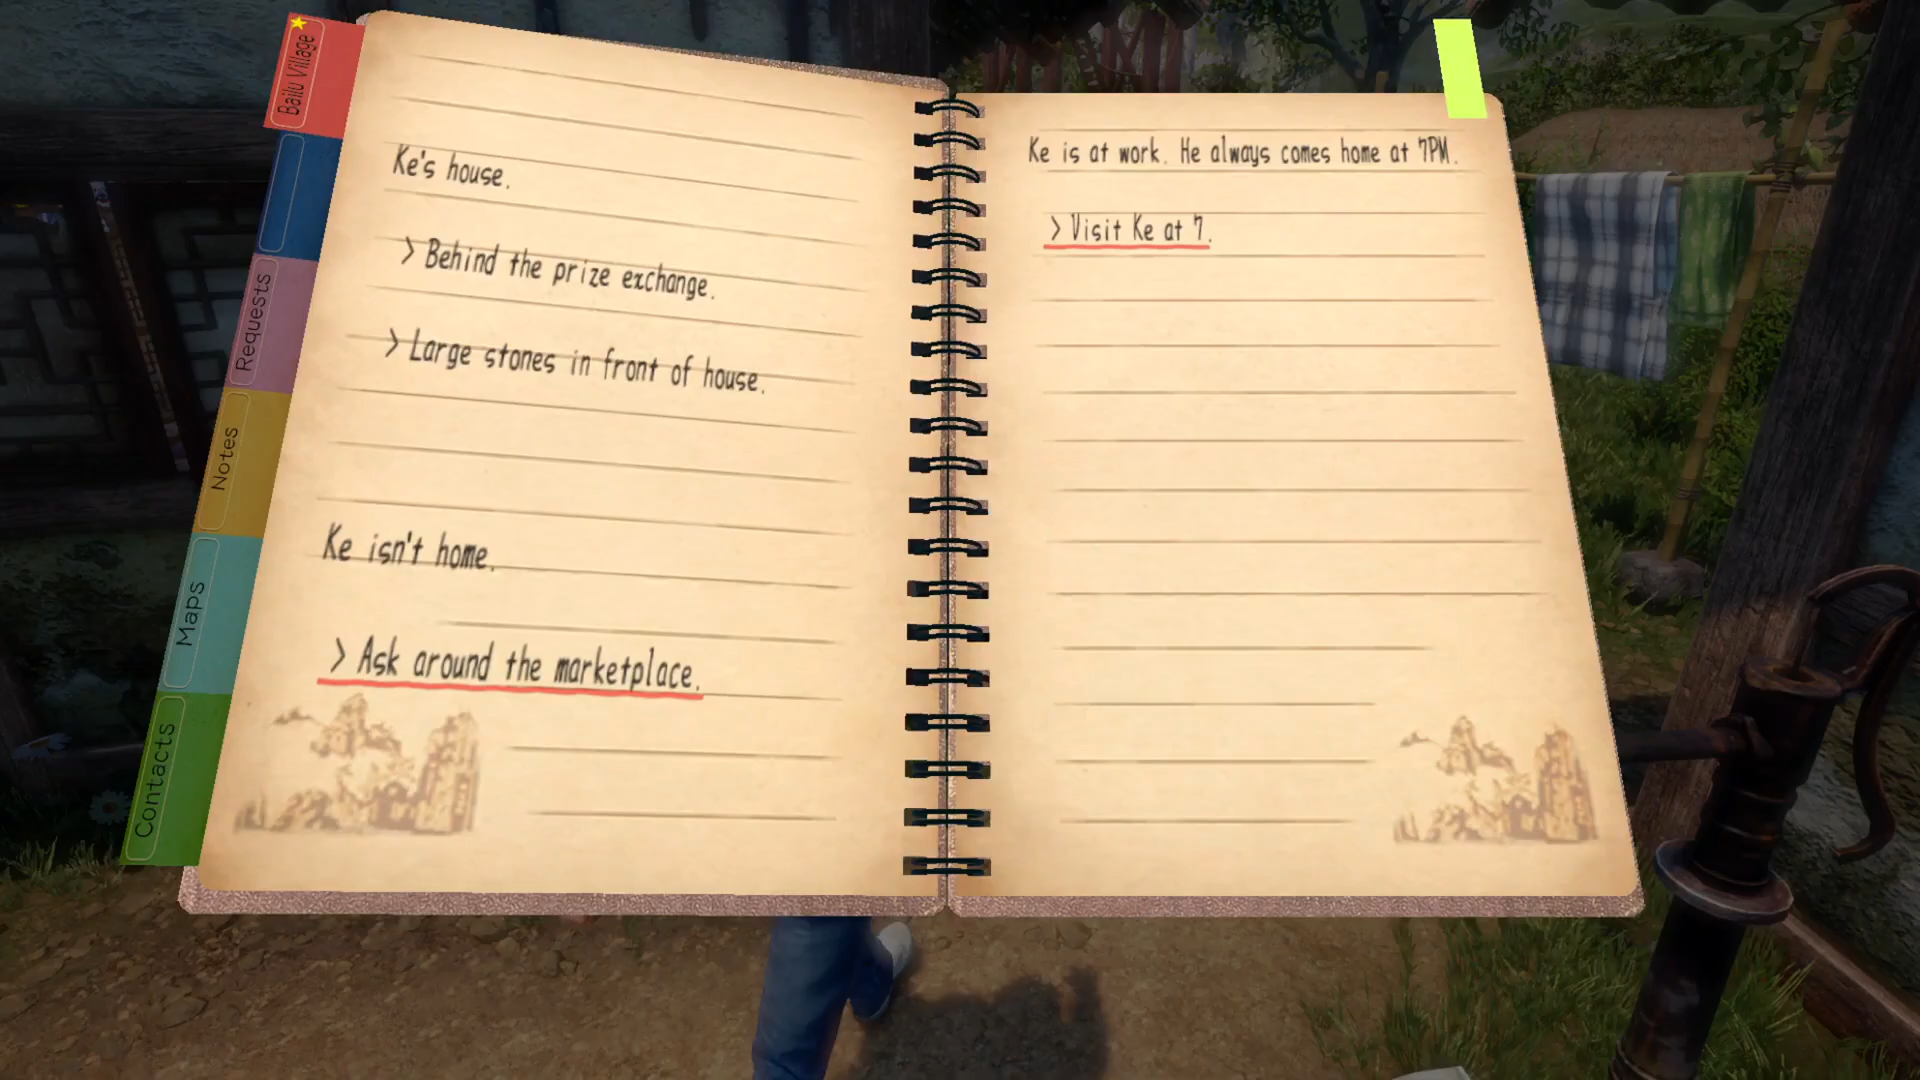 Bailu Village
Requests
Notes
Maps
Contacts
Ke's house.
> Behind the prize exchange.
> Large stones in front of house.
Ke isn't home.
> Ask around the marketplace.
Ke is at work. He always comes home at 7PM.
> Visit Ke at 7.